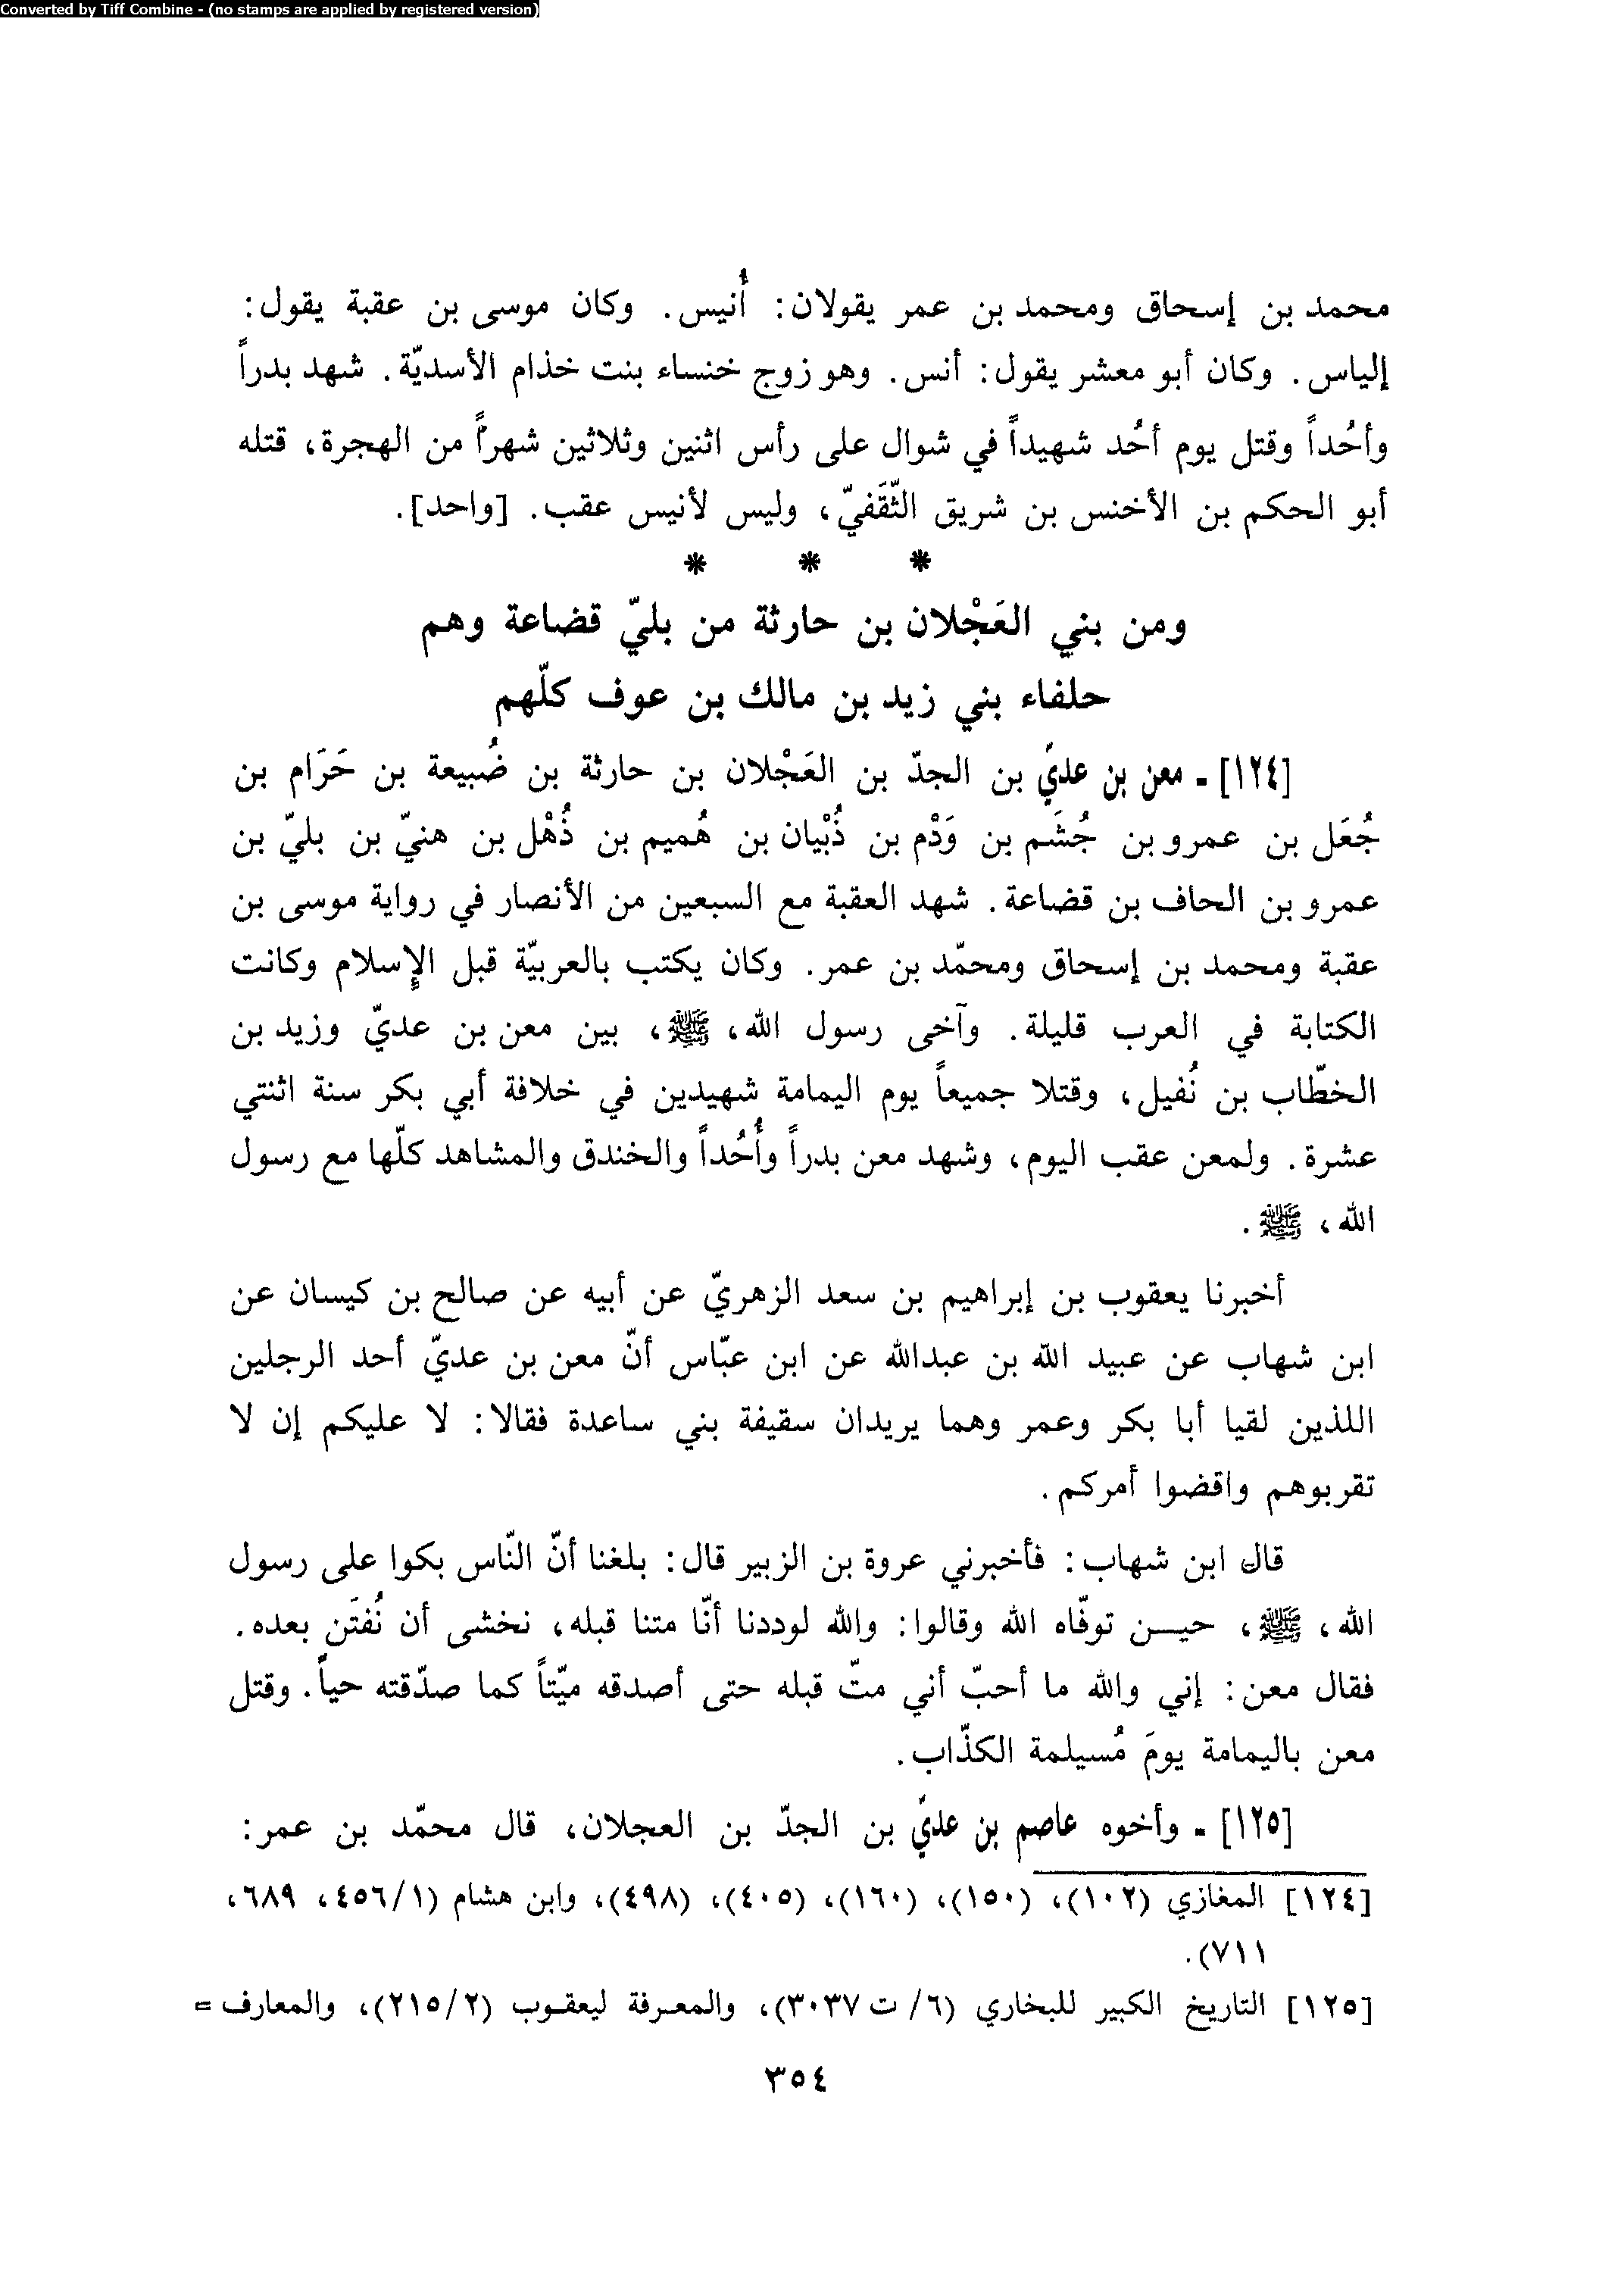 Converted by Tiff Combine - (no stamps are applied by registered version)
محمد بن إسحاق ومحمد بن عمر يقولان: أُنيس. وكان موسى بن عقبة يقول:
إلياس. وكان أبو معشر يقول: أنس. وهو زوج خنساء بنت خذام الأسديّة. شهد بدراً
وأحُداً وقتل يوم أحُد شهيداً في شوال على رأس اثنين وثلاثين شهراً من الهجرة، قتله
أبو الحكم بن الأخنس بن شريق الثّقَفيّ، وليس لأنيس عقب. [واحد].
* * *
ومن بني العَجْلان بن حارثة من بليّ قضاعة وهم
حلفاء بني زيد بن مالك بن عوف كلّهم
[١٢٤] - معن بن عديّ بن الجدّ بن العَجْلان بن حارثة بن ضُبيعة بن حَرَام بن
جُعَل بن عمرو بن جُشَم بن وَدْم بن ذُبْيان بن هُميم بن ذُهْل بن هنيّ بن بليّ بن
عمرو بن الحاف بن قضاعة. شهد العقبة مع السبعين من الأنصار في رواية موسى بن
عقبة ومحمد بن إسحاق ومحمّد بن عمر. وكان يكتب بالعربيّة قبل الإسلام وكانت
الكتابة في العرب قليلة. وآخى رسول الله، ﷺ، بين معن بن عديّ وزيد بن
الخطّاب بن نُفيل، وقتلا جميعاً يوم اليمامة شهيدين في خلافة أبي بكر سنة اثنتي
عشرة. ولمعن عقب اليوم، وشهد معن بدراً وأُحُداً والخندق والمشاهد كلّها مع رسول
الله، ﷺ.
أخبرنا يعقوب بن إبراهيم بن سعد الزهريّ عن أبيه عن صالح بن كيسان عن
ابن شهاب عن عبيد الله بن عبدالله عن ابن عبّاس أنّ معن بن عديّ أحد الرجلين
اللذين لقيا أبا بكر وعمر وهما يريدان سقيفة بني ساعدة فقالا: لا عليكم إن لا
تقربوهم واقضوا أمركم.
قال ابن شهاب: فأخبرني عروة بن الزبير قال: بلغنا أنّ النّاس بكوا على رسول
الله، ﷺ، حيـن توفّاه الله وقالوا: والله لوددنا أنّا متنا قبله، نخشى أن نُفتَن بعده.
فقال معن: إني والله ما أحبّ أني متّ قبله حتى أصدقه ميّتاً كما صدّقته حياً. وقتل
معن باليمامة يومَ مُسيلمة الكذّاب.
[١٢٥] - وأخوه عاصم بن عديّ بن الجدّ بن العجلان، قال محمّد بن عمر:
[١٢٤] المغازي (١٠٢)، (١٥٠)، (١٦٠)، (٤٠٥)، (٤٩٨)، وابن هشام (١/٤٥٦، ٦٨٩،
٧١١).
[١٢٥] التاريخ الكبير للبخاري (٦/ ت ٣٠٣٧)، والمعـرفة ليعقـوب (٢/٢١٥)، والمعارف =
٣٥٤